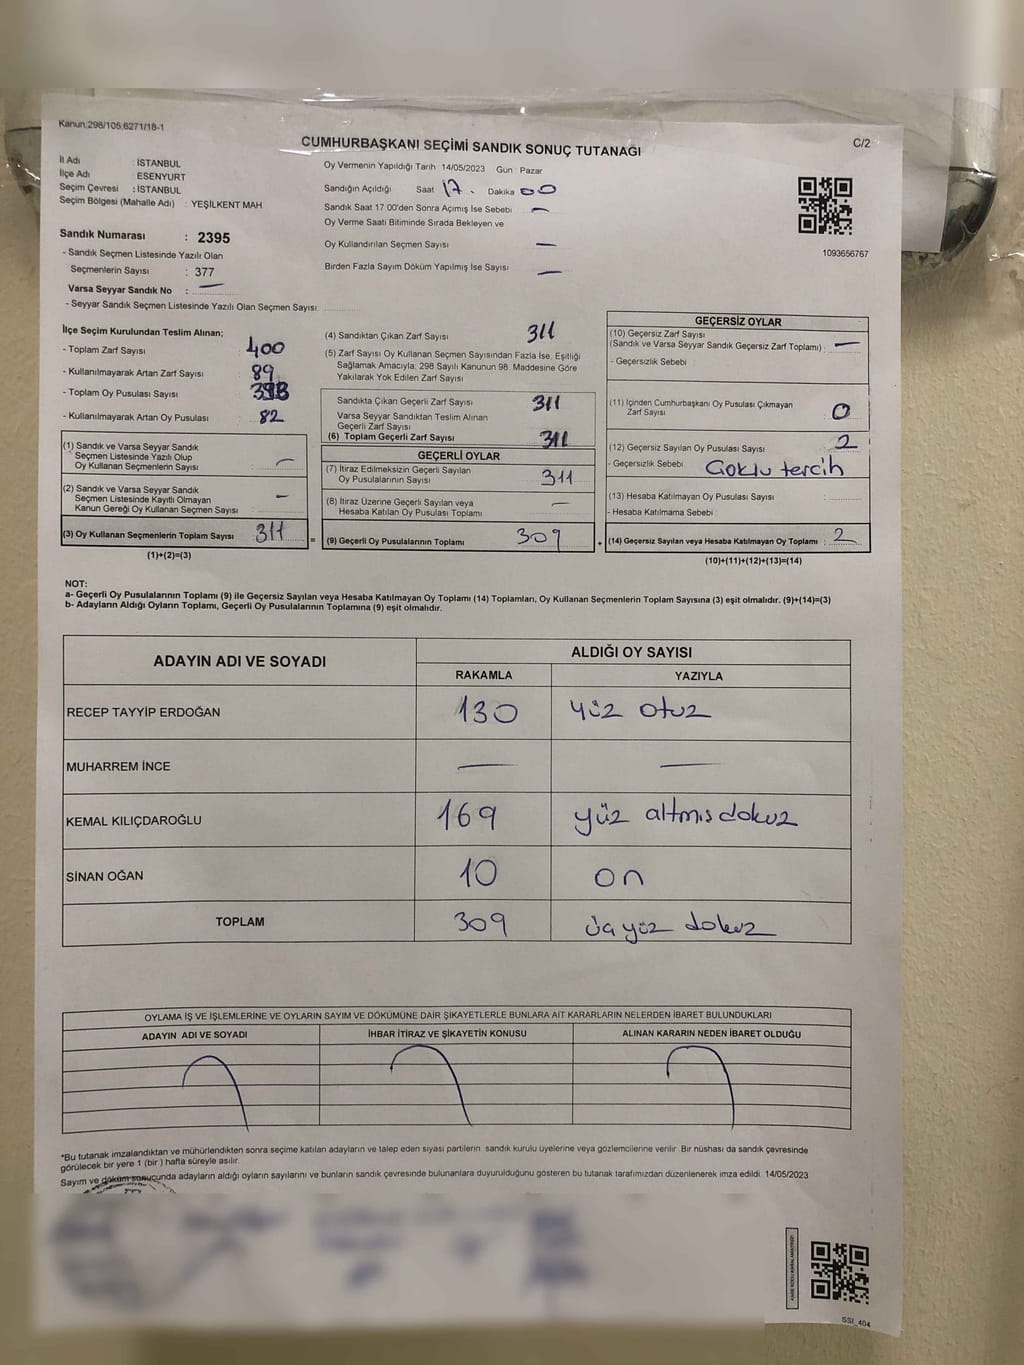 Kanun:298/105,6271/18-1
C/2
CUMHURBAŞKANI SEÇİMİ SANDIK SONUÇ TUTANAĞI
İl Adı : İSTANBUL
İlçe Adı : ESENYURT
Seçim Çevresi : İSTANBUL
Seçim Bölgesi (Mahalle Adı) : YEŞİLKENT MAH.
Sandık Numarası : 2395
- Sandık Seçmen Listesinde Yazılı Olan
Seçmenlerin Sayısı : 377
Varsa Seyyar Sandık No : —
- Seyyar Sandık Seçmen Listesinde Yazılı Olan Seçmen Sayısı:
Oy Vermenin Yapıldığı Tarih 14/05/2023 Gün : Pazar
Sandığın Açıldığı Saat 17. Dakika 00
Sandık Saat 17:00'den Sonra Açımış İse Sebebi —
Oy Verme Saati Bitiminde Sırada Bekleyen ve
Oy Kullandırılan Seçmen Sayısı —
Birden Fazla Sayım Döküm Yapılmış İse Sayısı —
1093656767
İlçe Seçim Kurulundan Teslim Alınan;
- Toplam Zarf Sayısı 400
- Kullanılmayarak Artan Zarf Sayısı : 89
- Toplam Oy Pusulası Sayısı
- Kullanılmayarak Artan Oy Pusulası : 82
(1) Sandık ve Varsa Seyyar Sandık
Seçmen Listesinde Yazılı Olup
Oy Kullanan Seçmenlerin Sayısı : —
(2) Sandık ve Varsa Seyyar Sandık
Seçmen Listesinde Kayıtlı Olmayan
Kanun Gereği Oy Kullanan Seçmen Sayısı : —
(3) Oy Kullanan Seçmenlerin Toplam Sayısı : 311
(1)+(2)=(3)
(4) Sandıktan Çıkan Zarf Sayısı : 311
(5) Zarf Sayısı Oy Kullanan Seçmen Sayısından Fazla İse, Eşitliği
Sağlamak Amacıyla; 298 Sayılı Kanunun 98. Maddesine Göre
Yakılarak Yok Edilen Zarf Sayısı
Sandıkta Çıkan Geçerli Zarf Sayısı : 311
Varsa Seyyar Sandıktan Teslim Alınan
Geçerli Zarf Sayısı
(6) Toplam Geçerli Zarf Sayısı : 311
GEÇERLİ OYLAR
(7) İtiraz Edilmeksizin Geçerli Sayılan
Oy Pusulalarının Sayısı : 311
(8) İtiraz Üzerine Geçerli Sayılan veya
Hesaba Katılan Oy Pusulası Toplamı : —
= (9) Geçerli Oy Pusulalarının Toplamı : 309
GEÇERSİZ OYLAR
(10) Geçersiz Zarf Sayısı
(Sandık ve Varsa Seyyar Sandık Geçersiz Zarf Toplamı) : —
- Geçersizlik Sebebi :
(11) İçinden Cumhurbaşkanı Oy Pusulası Çıkmayan
Zarf Sayısı : 0
(12) Geçersiz Sayılan Oy Pusulası Sayısı : 2
- Geçersizlik Sebebi : Çoklu tercih
(13) Hesaba Katılmayan Oy Pusulası Sayısı :
- Hesaba Katılmama Sebebi :
+ (14) Geçersiz Sayılan veya Hesaba Katılmayan Oy Toplamı : 2
(10)+(11)+(12)+(13)=(14)
NOT:
a- Geçerli Oy Pusulalarının Toplamı (9) ile Geçersiz Sayılan veya Hesaba Katılmayan Oy Toplamı (14) Toplamları, Oy Kullanan Seçmenlerin Toplam Sayısına (3) eşit olmalıdır. (9)+(14)=(3)
b- Adayların Aldığı Oyların Toplamı, Geçerli Oy Pusulalarının Toplamına (9) eşit olmalıdır.
ADAYIN ADI VE SOYADI ALDIĞI OY SAYISI
RAKAMLA YAZIYLA
RECEP TAYYİP ERDOĞAN 130 yüz otuz
MUHARREM İNCE — —
KEMAL KILIÇDAROĞLU 169 yüz altmış dokuz
SİNAN OĞAN 10 on
TOPLAM 309 üçyüz dokuz
OYLAMA İŞ VE İŞLEMLERİNE VE OYLARIN SAYIM VE DÖKÜMÜNE DAİR ŞİKAYETLERLE BUNLARA AİT KARARLARIN NELERDEN İBARET BULUNDUKLARI
ADAYIN ADI VE SOYADI İHBAR İTİRAZ VE ŞİKAYETİN KONUSU ALINAN KARARIN NEDEN İBARET OLDUĞU
*Bu tutanak imzalandıktan ve mühürlendikten sonra seçime katılan adayların ve talep eden siyasi partilerin sandık kurulu üyelerine veya gözlemcilerine verilir. Bir nüshası da sandık çevresinde
görülecek bir yere 1 (bir ) hafta süreyle asılır.
Sayım ve döküm sonucunda adayların aldığı oyların sayılarını ve bunların sandık çevresinde bulunanlara duyurulduğunu gösteren bu tutanak tarafımızdan düzenlenerek imza edildi. 14/05/2023
SSİ_404